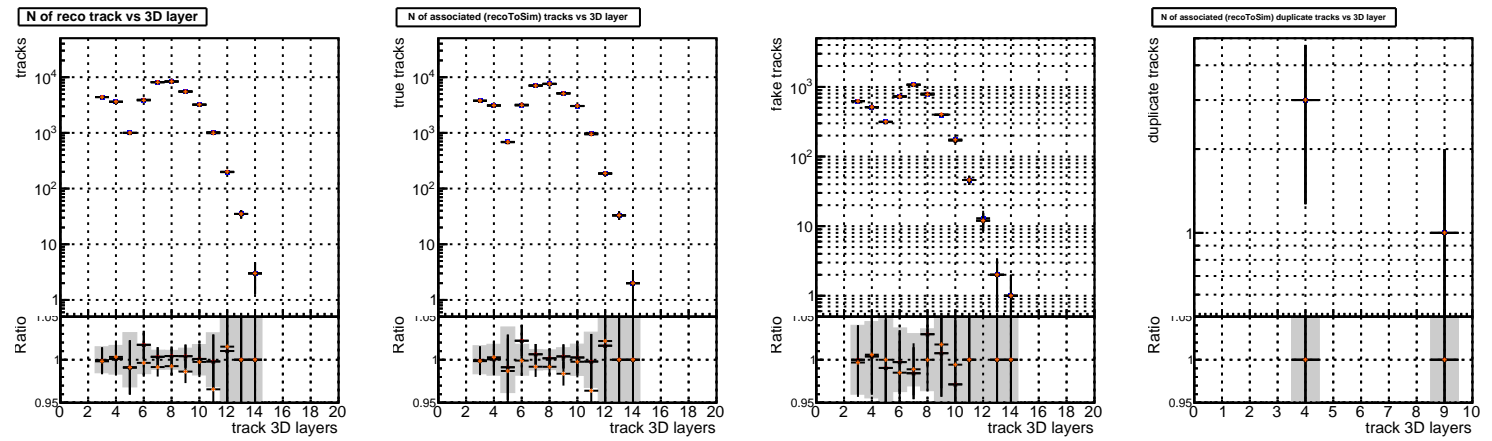 N of reco track vs 3D layer
tracks
10^4
10^3
10^2
10
1
Ratio
1.05
1
0.95
0 2 4 6 8 10 12 14 16 18 20
track 3D layers
N of associated (recoToSim) tracks vs 3D layer
true tracks
10^4
10^3
10^2
10
1
Ratio
1.05
1
0.95
0 2 4 6 8 10 12 14 16 18 20
track 3D layers
fake tracks
10^3
10^2
10
1
Ratio
1.05
1
0.95
0 2 4 6 8 10 12 14 16 18 20
track 3D layers
N of associated (recoToSim) duplicate tracks vs 3D layer
duplicate tracks
1
Ratio
1.05
1
0.95
0 1 2 3 4 5 6 7 8 9 10
track 3D layers